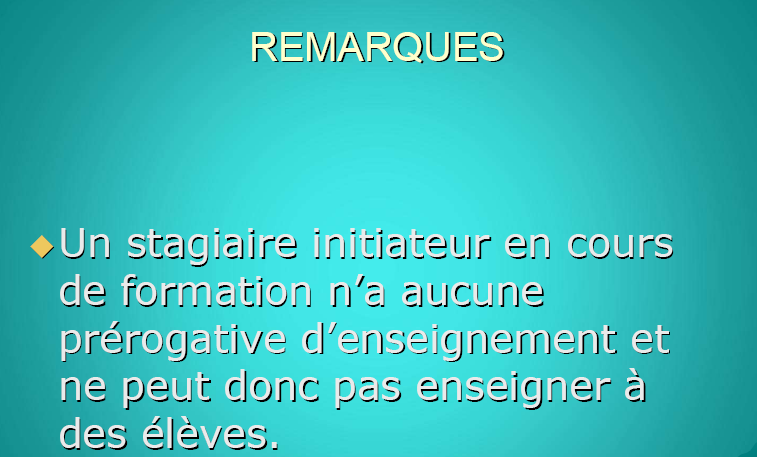 REMARQUES
Un stagiaire initiateur en cours
de formation n’a aucune
prérogative d’enseignement et
ne peut donc pas enseigner à
des élèves.